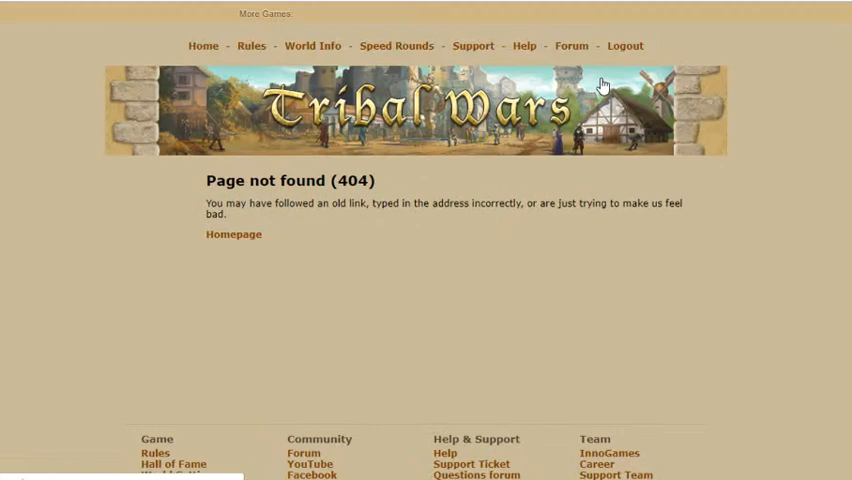 More Games:
Home - Rules - World Info - Speed Rounds - Support - Help - Forum - Logout
Tribal Wars
Page not found (404)
You may have followed an old link, typed in the address incorrectly, or are just trying to make us feel
bad.
Homepage
Game Community Help & Support Team
Rules Forum Help InnoGames
Hall of Fame YouTube Support Ticket Career
Facebook Questions forum Support Team